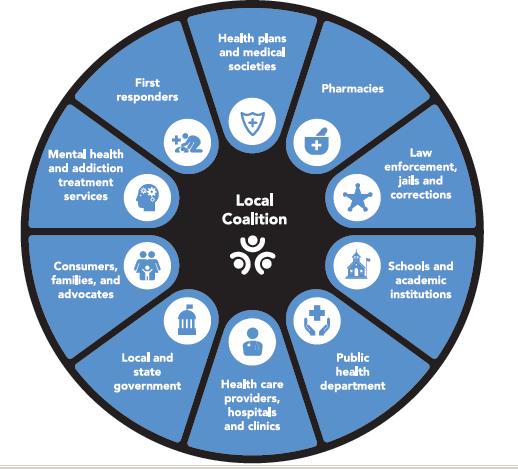 Health plans
and medical
societies
Pharmacies
Law
enforcement,
jails and
corrections
Schools and
academic
institutions
Public
health
department
Health care
providers,
hospitals
and clinics
Local and
state
government
Consumers,
families, and
advocates
Mental health
and addiction
treatment
services
First
responders
Local
Coalition